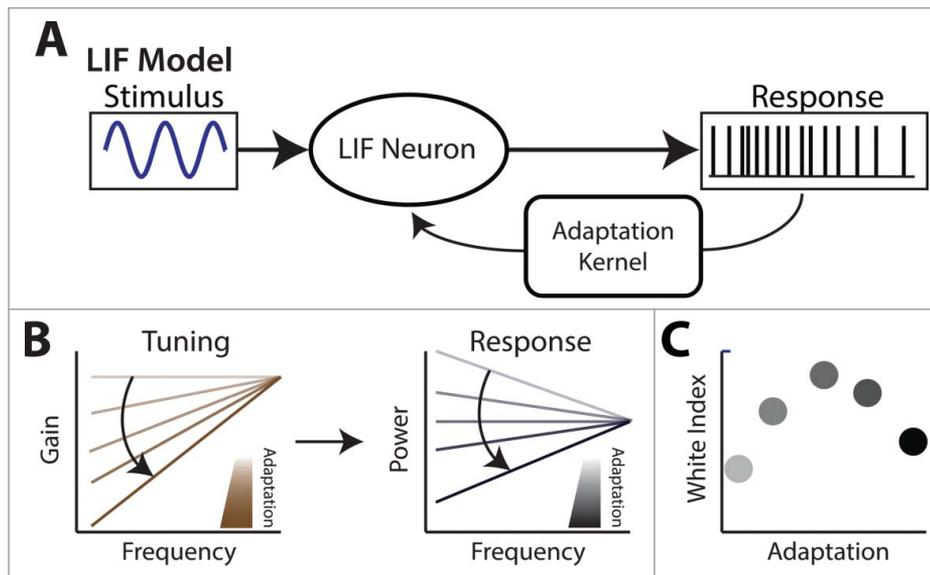 A
LIF Model
Stimulus
LIF Neuron
Response
Adaptation
Kernel
B
Tuning
Gain
Frequency
Adaptation
Response
Power
Frequency
Adaptation
C
White Index
Adaptation